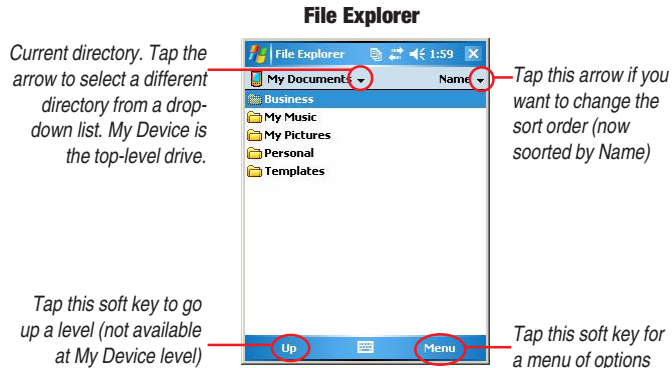 File Explorer
Current directory. Tap the
arrow to select a different
directory from a drop-
down list. My Device is
the top-level drive.
File Explorer 1:59
My Documents Name
Business
My Music
My Pictures
Personal
Templates
Tap this arrow if you
want to change the
sort order (now
soorted by Name)
Tap this soft key to go
up a level (not available
at My Device level)
Up Menu
Tap this soft key for
a menu of options